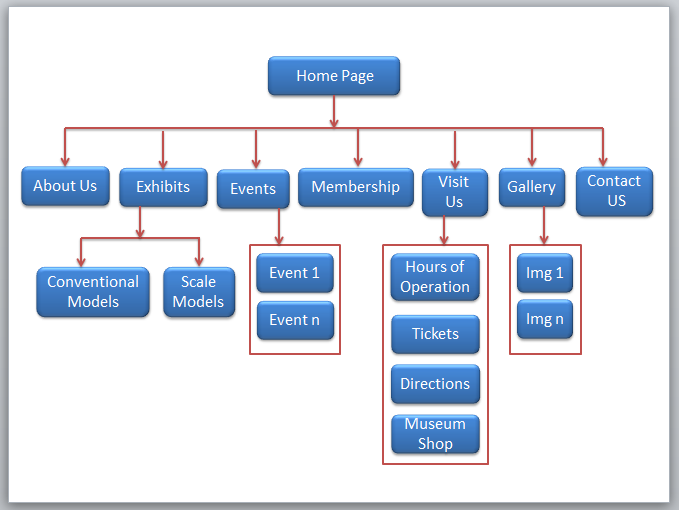 Home Page
About Us
Exhibits
Events
Membership
Visit
Us
Gallery
Contact
US
Conventional
Models
Scale
Models
Event 1
Event n
Hours of
Operation
Tickets
Directions
Museum
Shop
Img 1
Img n